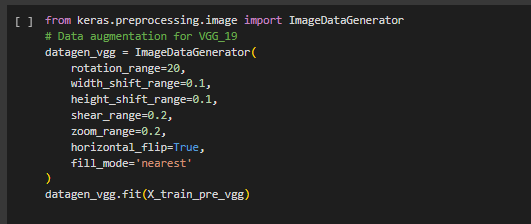 [ ] from keras.preprocessing.image import ImageDataGenerator
# Data augmentation for VGG_19
datagen_vgg = ImageDataGenerator(
    rotation_range=20,
    width_shift_range=0.1,
    height_shift_range=0.1,
    shear_range=0.2,
    zoom_range=0.2,
    horizontal_flip=True,
    fill_mode='nearest'
)
datagen_vgg.fit(X_train_pre_vgg)